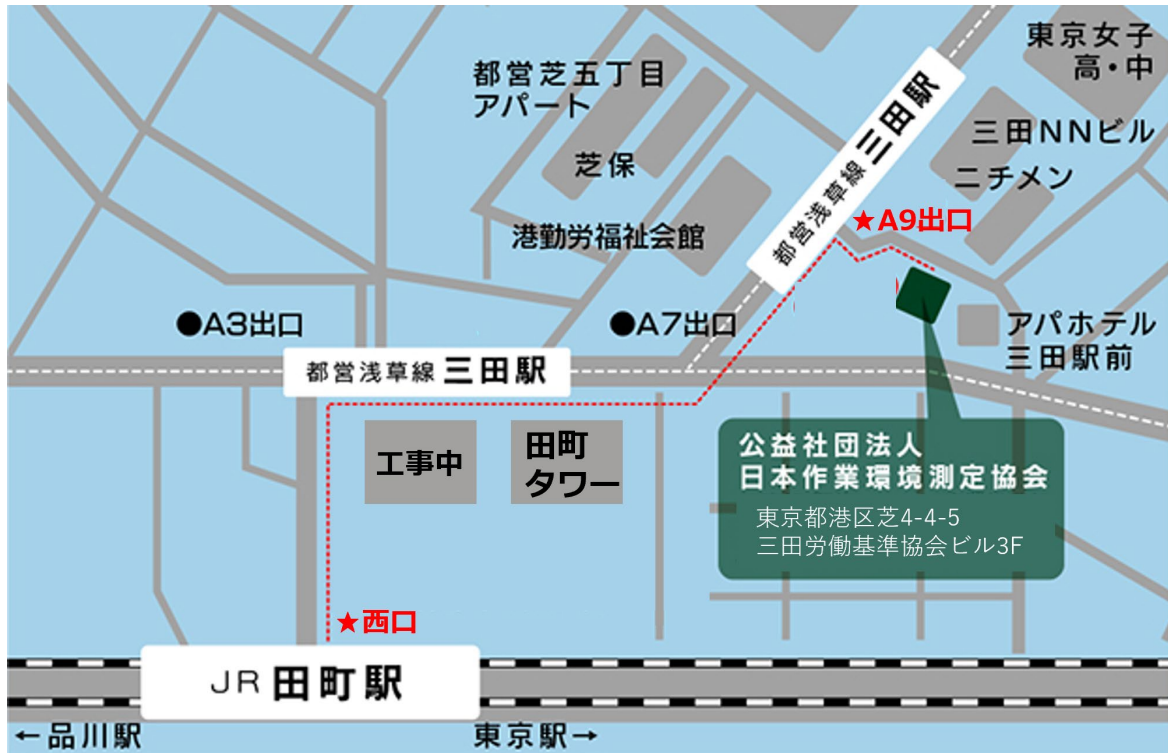 東京女子
高・中
都営芝五丁目
アパート
三田NNビル
ニチメン
芝保
都営浅草線 三田駅
港勤労福祉会館
★A9出口
●A3出口
●A7出口
アパホテル
三田駅前
都営浅草線 三田駅
工事中
田町
タワー
公益社団法人
日本作業環境測定協会
東京都港区芝4-4-5
三田労働基準協会ビル3F
★西口
JR 田町駅
←品川駅
東京駅→